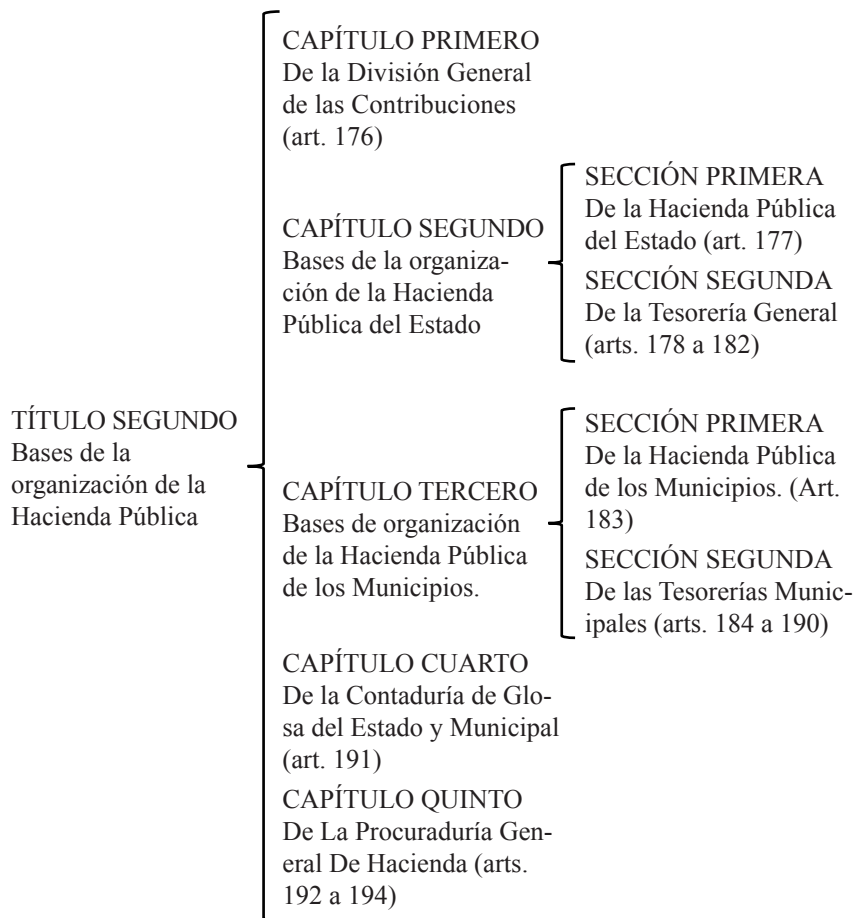 TÍTULO SEGUNDO
Bases de la
organización de la
Hacienda Pública
CAPÍTULO PRIMERO
De la División General
de las Contribuciones
(art. 176)
CAPÍTULO SEGUNDO
Bases de la organiza-
ción de la Hacienda
Pública del Estado
SECCIÓN PRIMERA
De la Hacienda Pública
del Estado (art. 177)
SECCIÓN SEGUNDA
De la Tesorería General
(arts. 178 a 182)
CAPÍTULO TERCERO
Bases de organización
de la Hacienda Pública
de los Municipios.
SECCIÓN PRIMERA
De la Hacienda Pública
de los Municipios. (Art.
183)
SECCIÓN SEGUNDA
De las Tesorerías Munic-
ipales (arts. 184 a 190)
CAPÍTULO CUARTO
De la Contaduría de Glo-
sa del Estado y Municipal
(art. 191)
CAPÍTULO QUINTO
De La Procuraduría Gen-
eral De Hacienda (arts.
192 a 194)